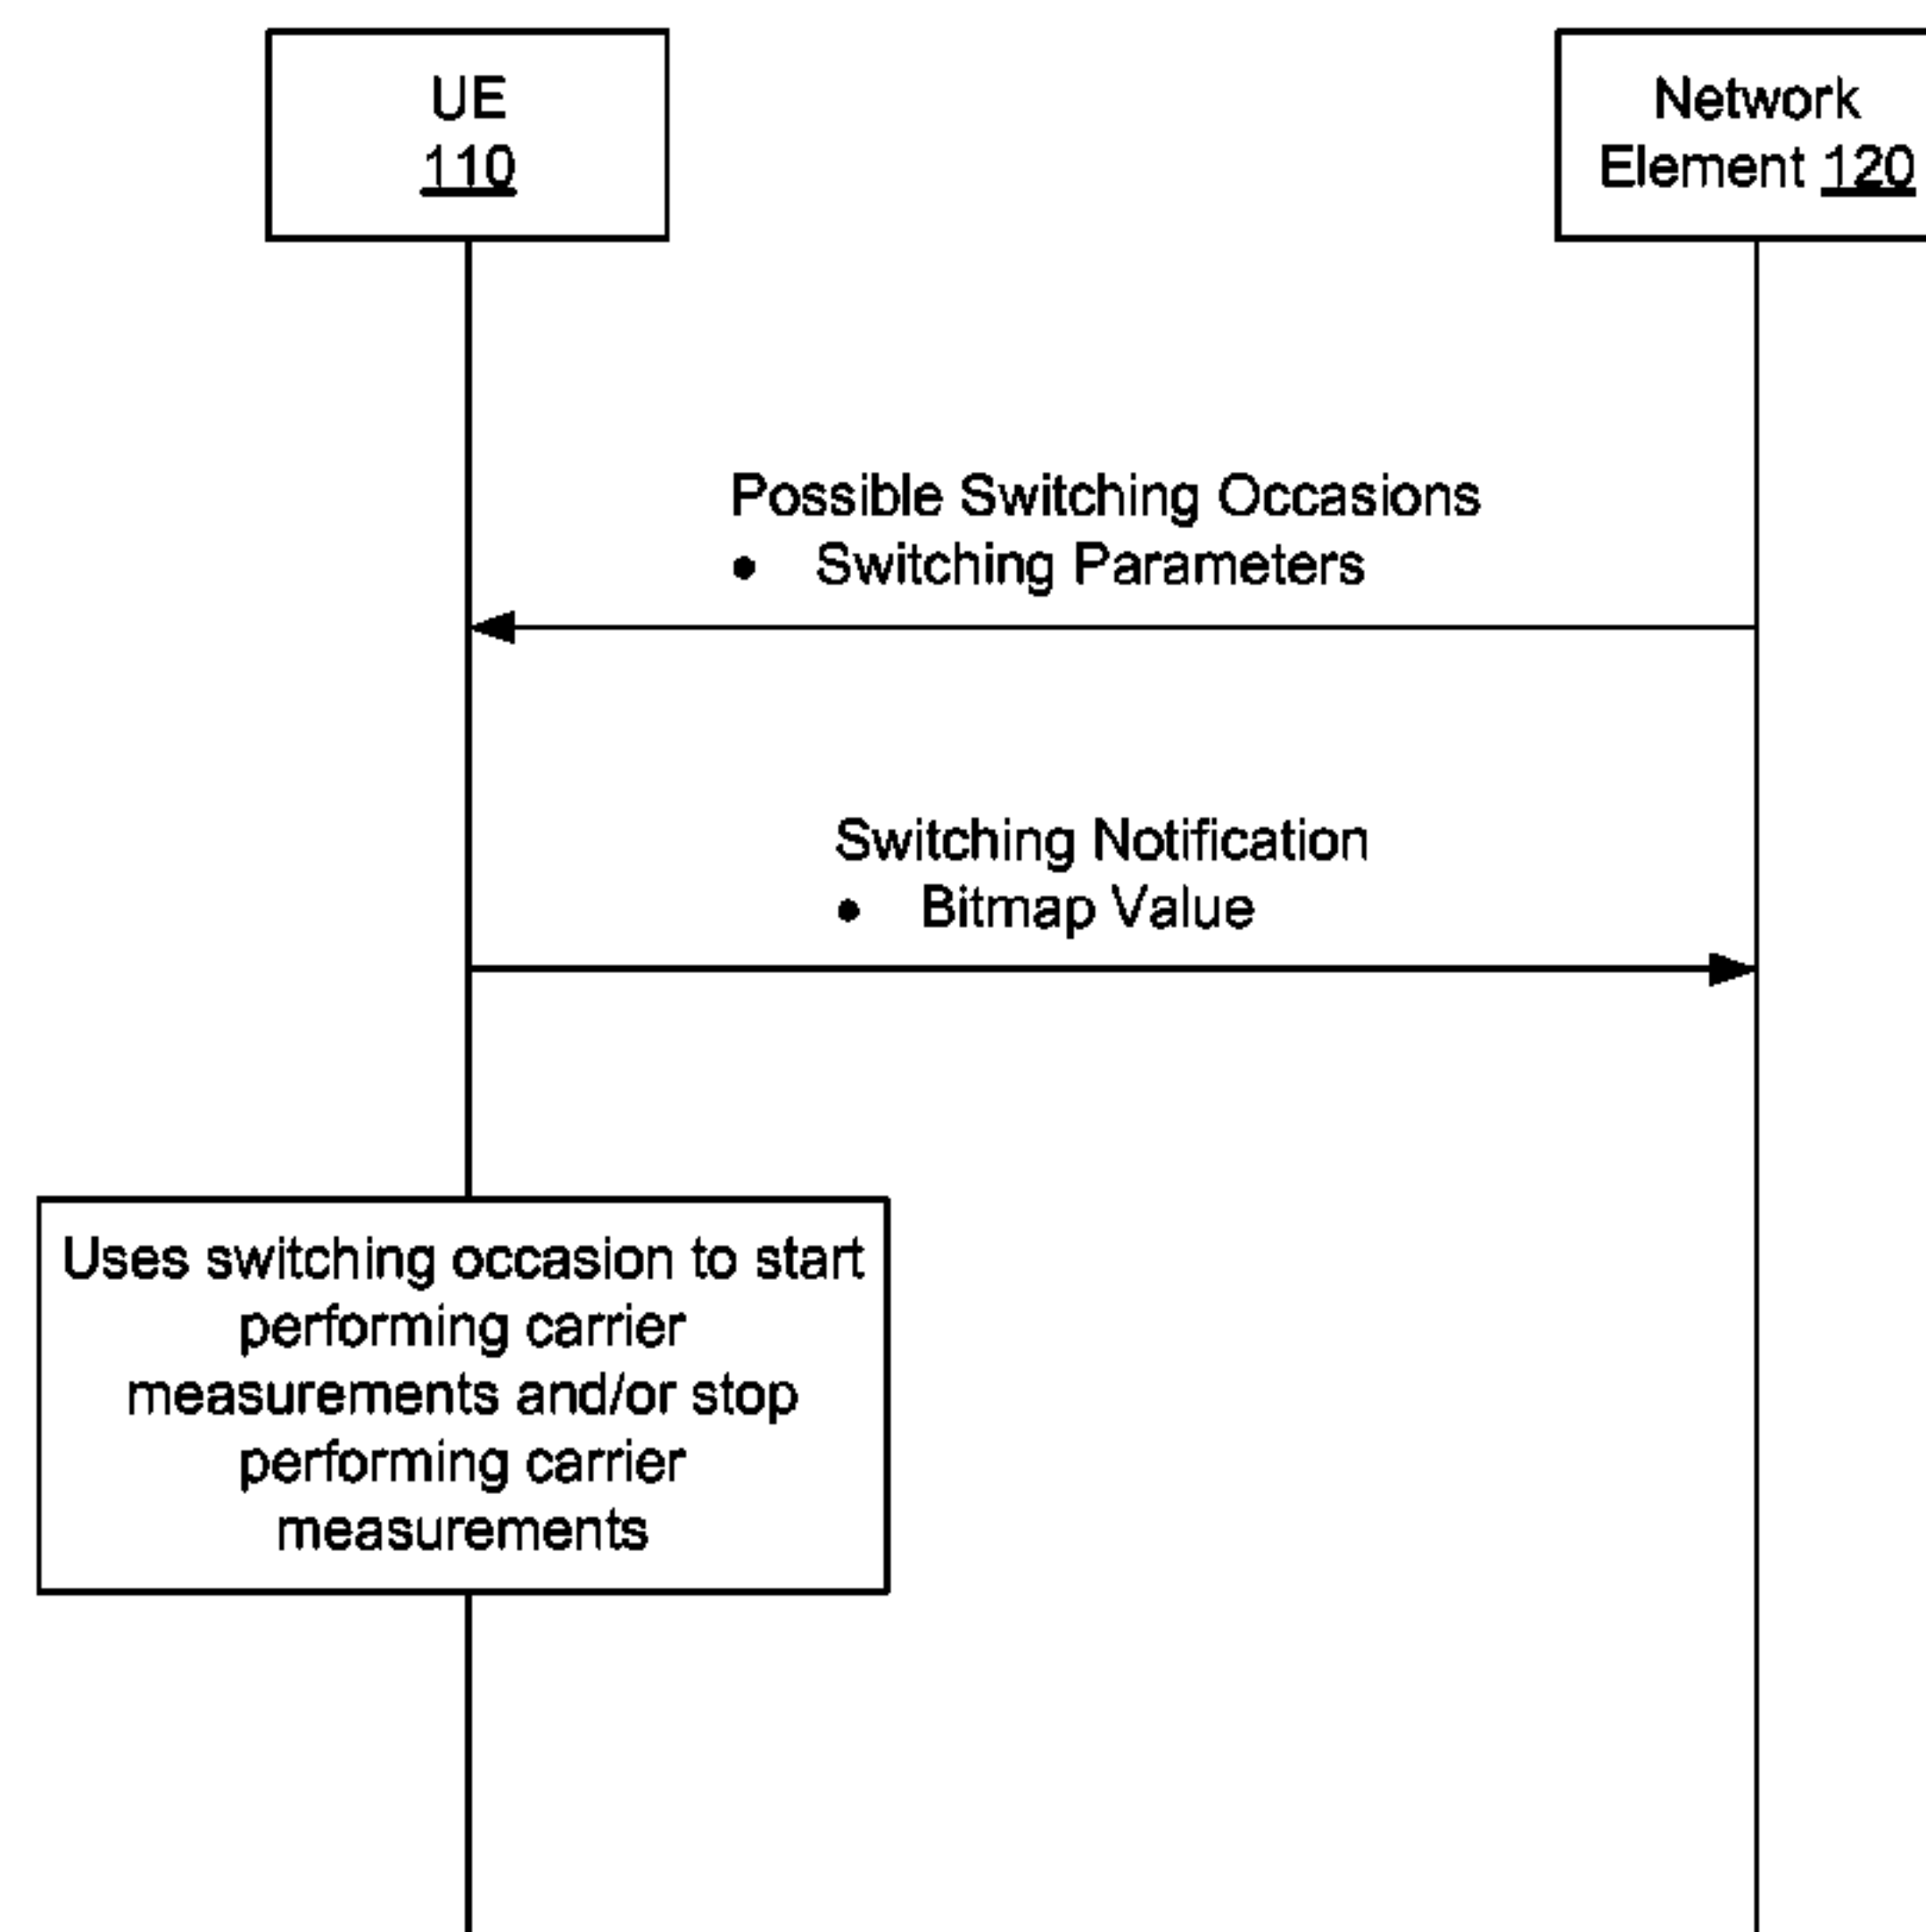 UE
110
Network
Element 120
Possible Switching Occasions
• Switching Parameters
Switching Notification
• Bitmap Value
Uses switching occasion to start
performing carrier
measurements and/or stop
performing carrier
measurements